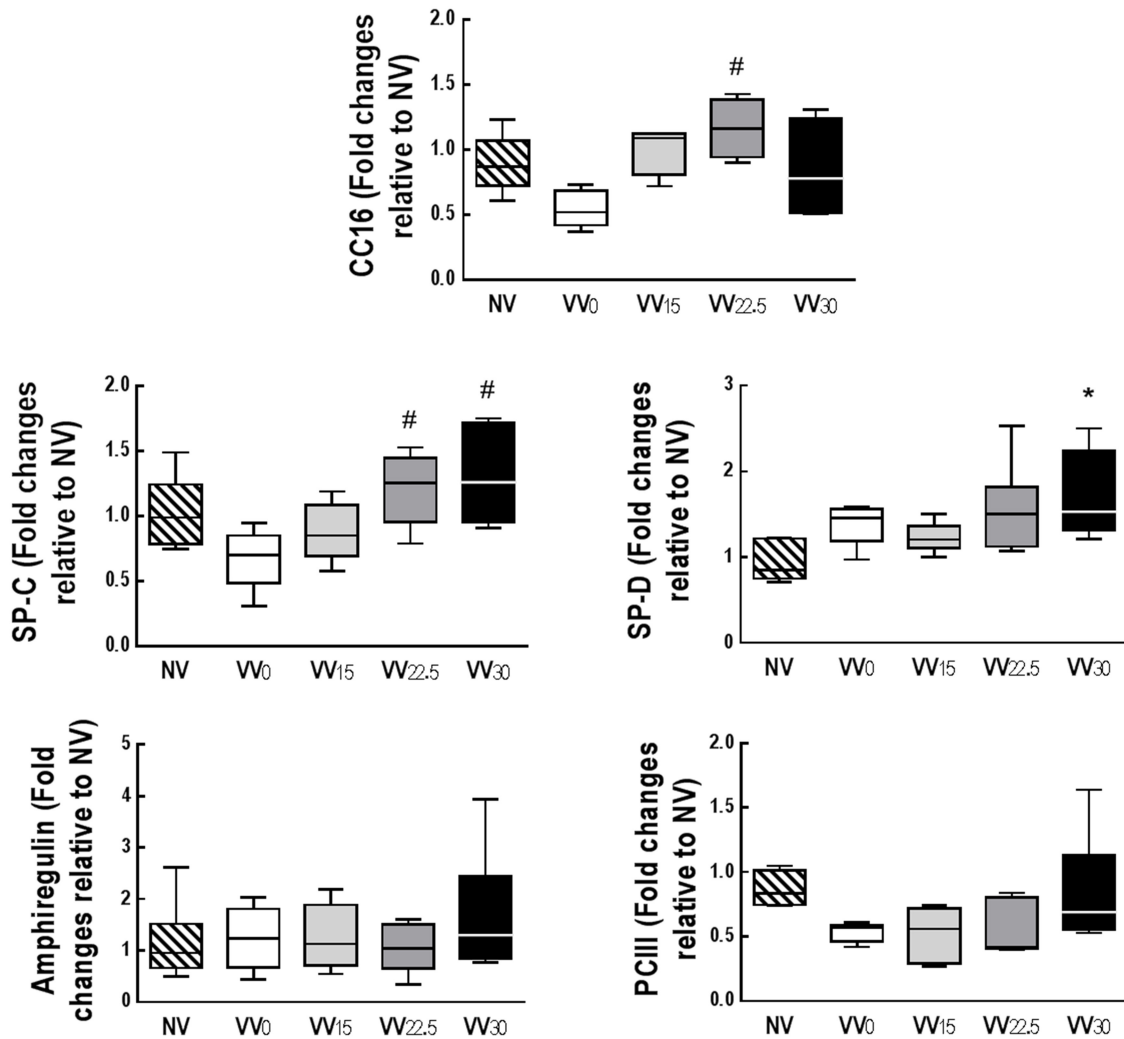 CC16 (Fold changes
relative to NV)
2.0
1.5
1.0
0.5
0.0
#
NV VV0 VV15 VV22.5 VV30
SP-C (Fold changes
relative to NV)
2.0
1.5
1.0
0.5
0.0
# #
NV VV0 VV15 VV22.5 VV30
SP-D (Fold changes
relative to NV)
3
2
1
0
*
NV VV0 VV15 VV22.5 VV30
Amphiregulin (Fold
changes relative to NV)
5
4
3
2
1
0
NV VV0 VV15 VV22.5 VV30
PCIII (Fold changes
relative to NV)
2.0
1.5
1.0
0.5
0.0
NV VV0 VV15 VV22.5 VV30